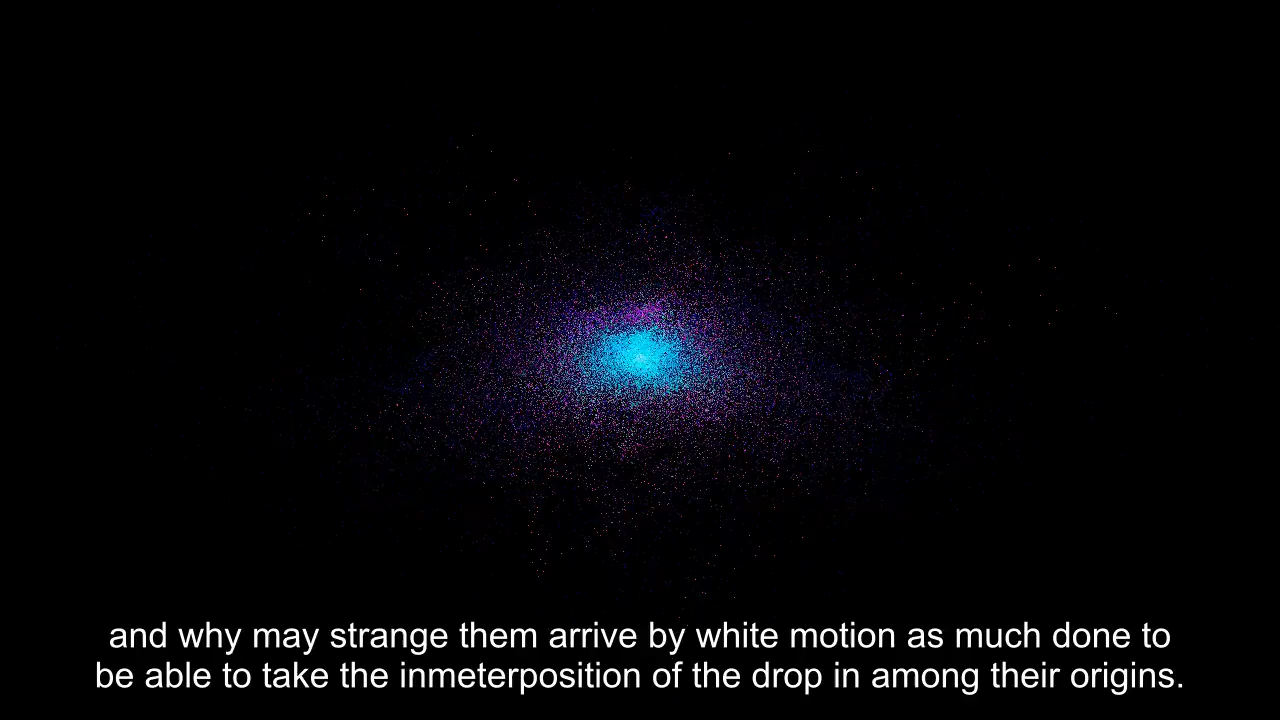 and why may strange them arrive by white motion as much done to
be able to take the inmeterposition of the drop in among their origins.